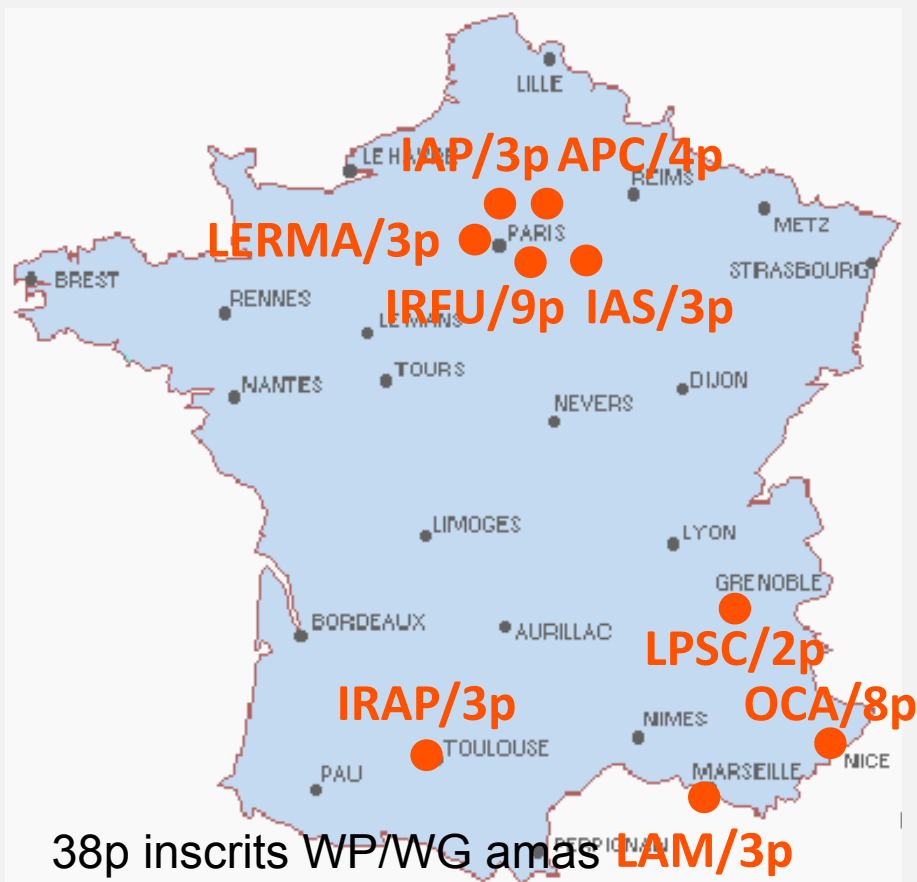 LILLE
LE HAVRE
IAP/3p APC/4p
REIMS
METZ
LERMA/3p
PARIS
STRASBOURG
BREST
RENNES
IRFU/9p IAS/3p
LE MANS
TOURS
NANTES
DIJON
NEVERS
LIMOGES
LYON
GRENOBLE
BORDEAUX
AURILLAC
LPSC/2p
IRAP/3p
OCA/8p
NIMES
TOULOUSE
NICE
PAU
MARSEILLE
38p inscrits WP/WG amas
PERPIGNAN
LAM/3p